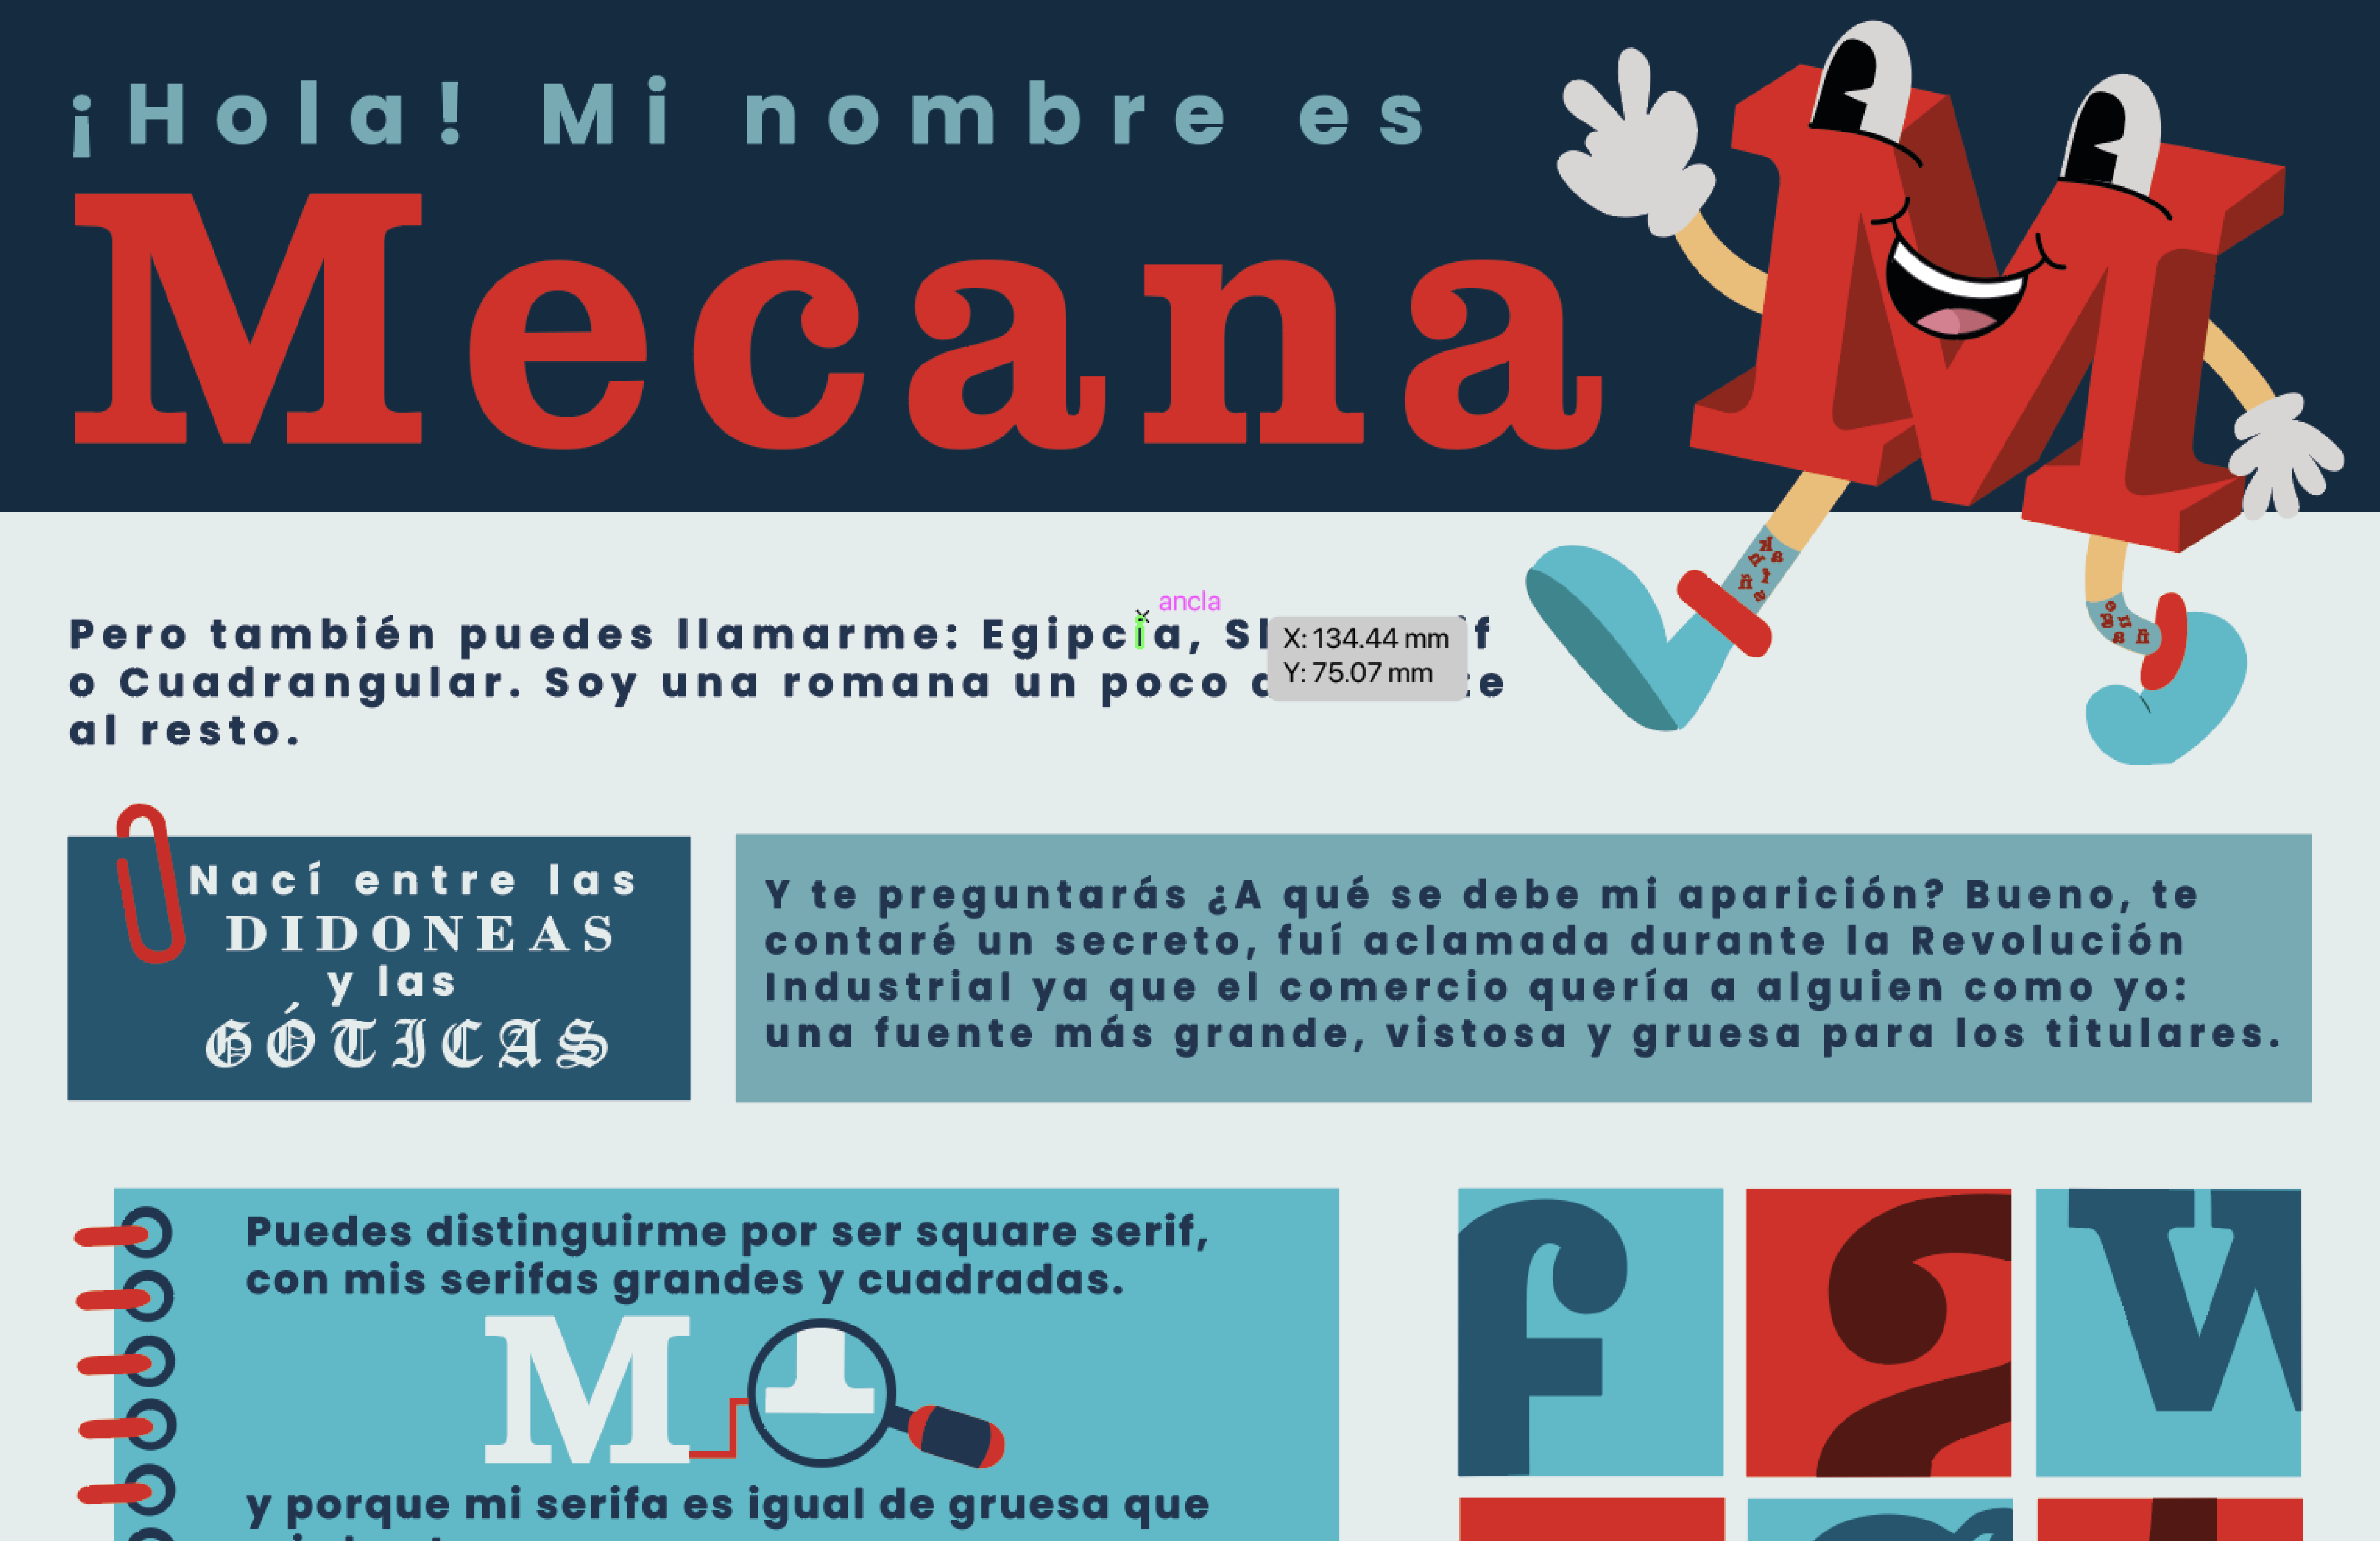 ¡Hola! Mi nombre es
Mecana
ancla
Pero también puedes llamarme: Egipcia,
X: 134.44 mm
Y: 75.07 mm
o Cuadrangular. Soy una romana un poco
al resto.
Nací entre las
DIDONEAS
y las
GÓTICAS
Y te preguntarás ¿A qué se debe mi aparición? Bueno, te
contaré un secreto, fuí aclamada durante la Revolución
Industrial ya que el comercio quería a alguien como yo:
una fuente más grande, vistosa y gruesa para los titulares.
Puedes distinguirme por ser square serif,
con mis serifas grandes y cuadradas.
M
y porque mi serifa es igual de gruesa que
f
2
W